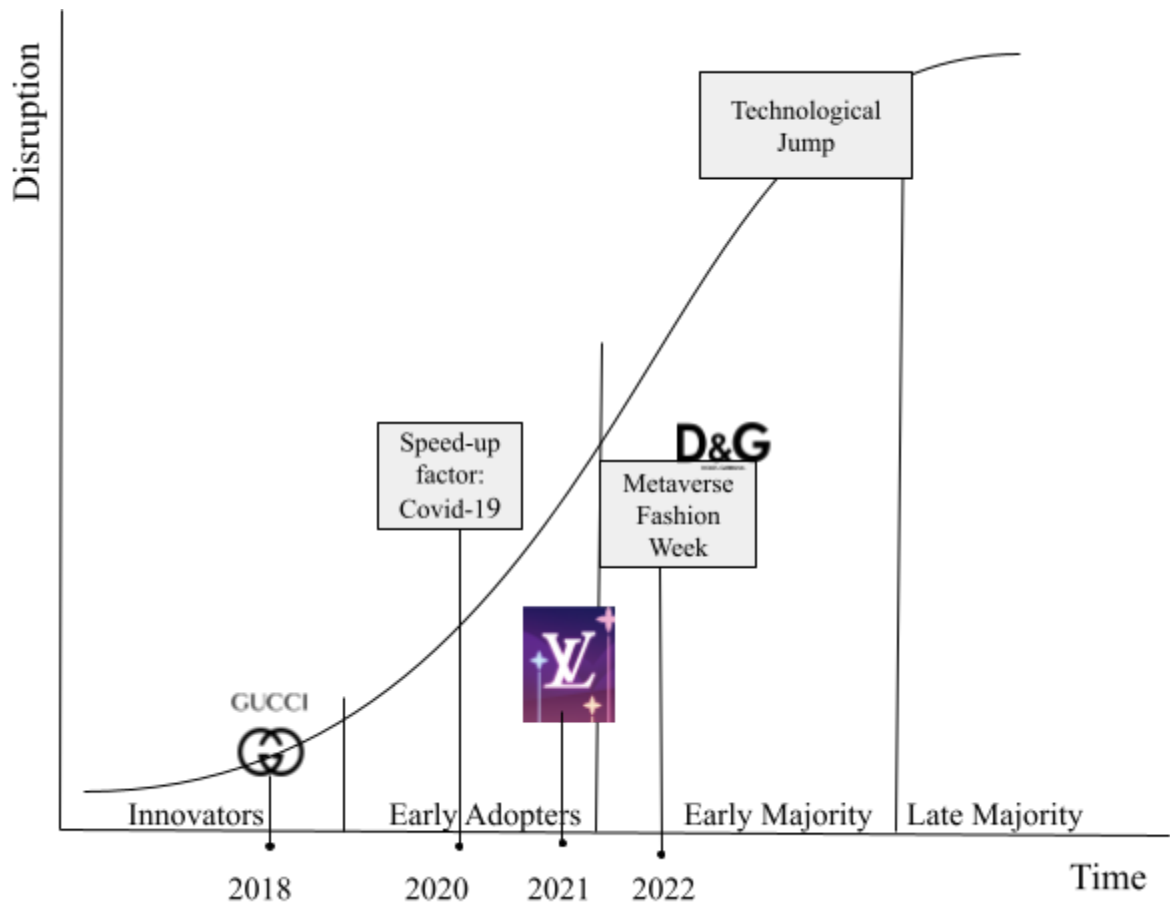 Disruption
Technological
Jump
D&G
Speed-up
factor:
Covid-19
Metaverse
Fashion
Week
LV
GUCCI
Innovators
Early Adopters
Early Majority
Late Majority
2018
2020
2021
2022
Time